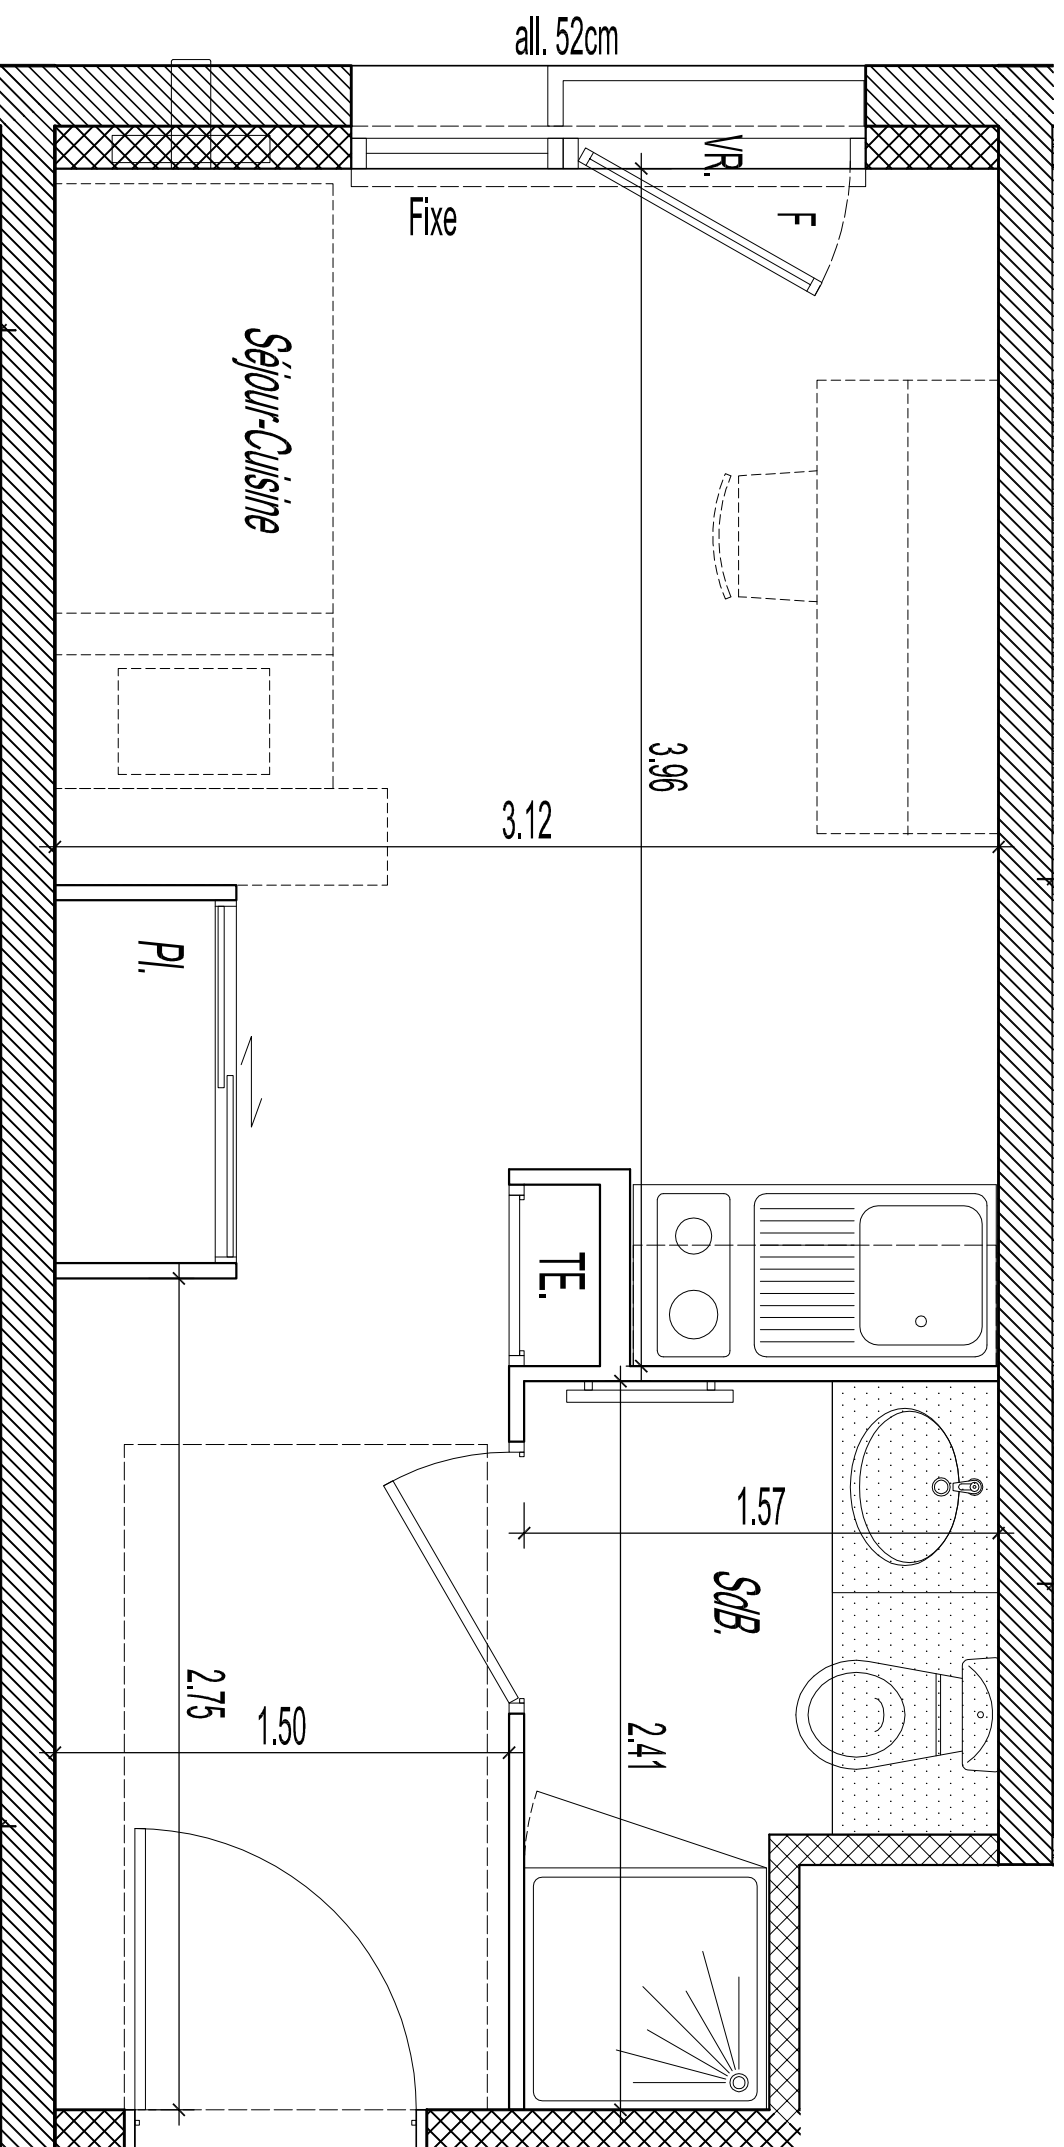 all. 52cm
VR.
F
Fixe
Séjour-Cuisine
3.96
3.12
Pl.
TE.
1.57
SdB.
2.75
1.50
2.41